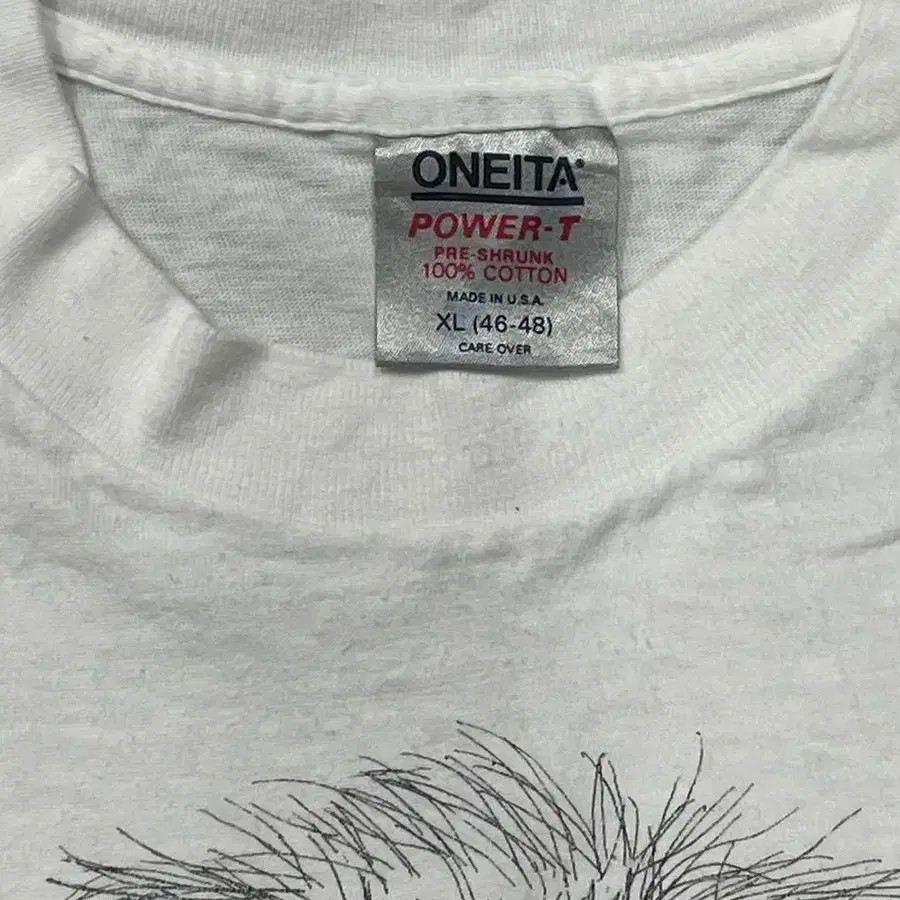 ONEITA®
POWER-T
PRE-SHRUNK
100% COTTON
MADE IN U.S.A.
XL (46-48)
CARE OVER